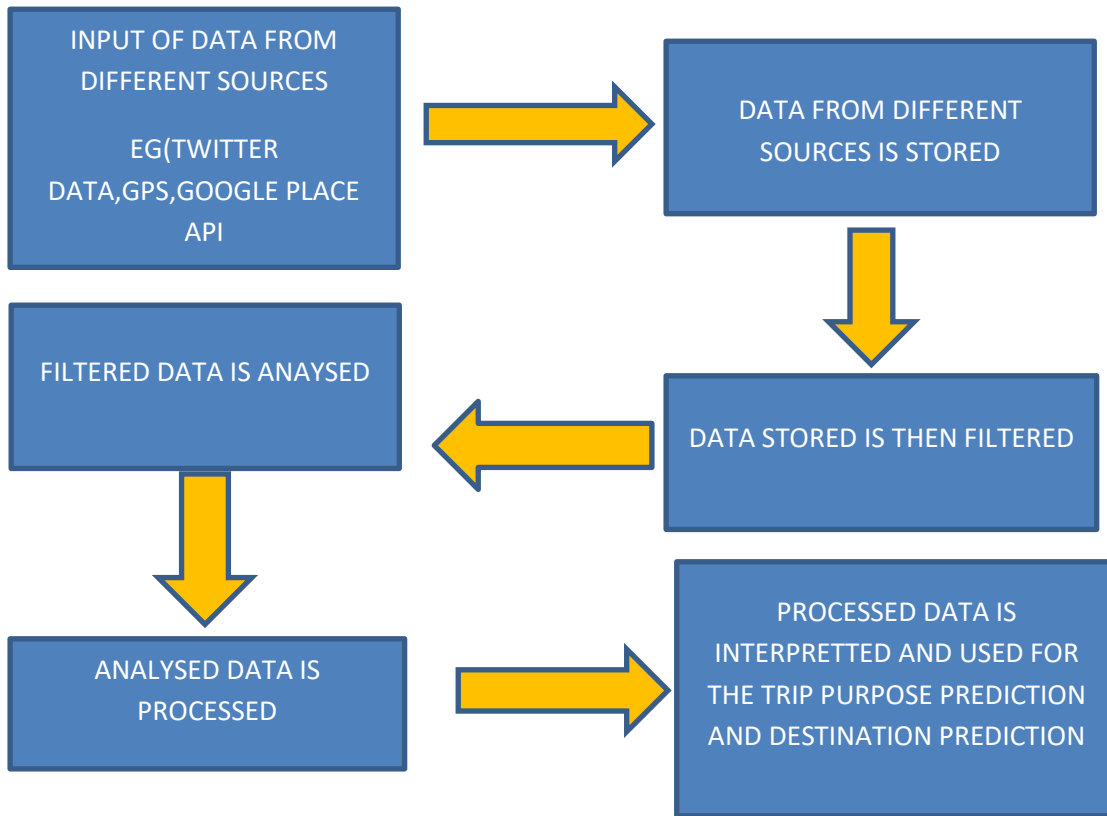 INPUT OF DATA FROM
DIFFERENT SOURCES
EG(TWITTER
DATA,GPS,GOOGLE PLACE
API
DATA FROM DIFFERENT
SOURCES IS STORED
DATA STORED IS THEN FILTERED
FILTERED DATA IS ANAYSED
ANALYSED DATA IS
PROCESSED
PROCESSED DATA IS
INTERPRETTED AND USED FOR
THE TRIP PURPOSE PREDICTION
AND DESTINATION PREDICTION